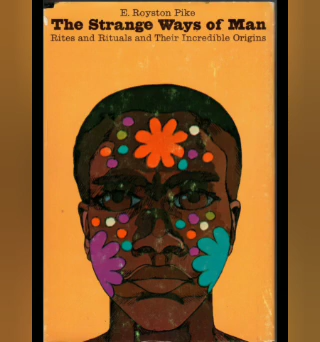 E. Royston Pike
The Strange Ways of Man
Rites and Rituals and Their Incredible Origins